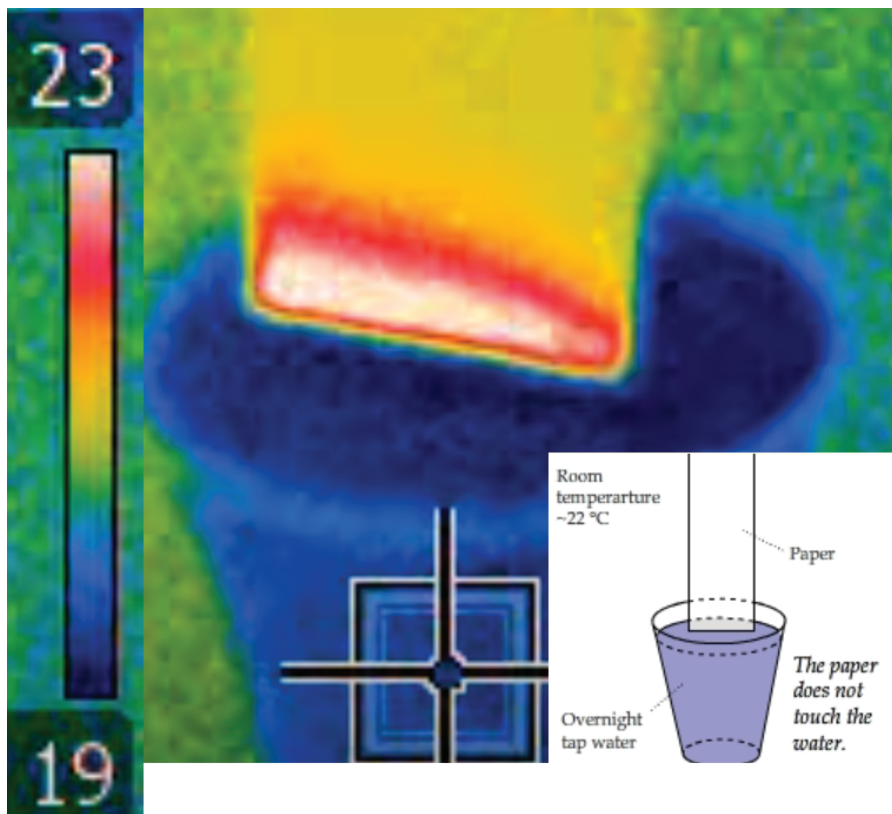 23
19
Room
temperarture
~22 °C
Paper
Overnight
tap water
The paper
does not
touch the
water.